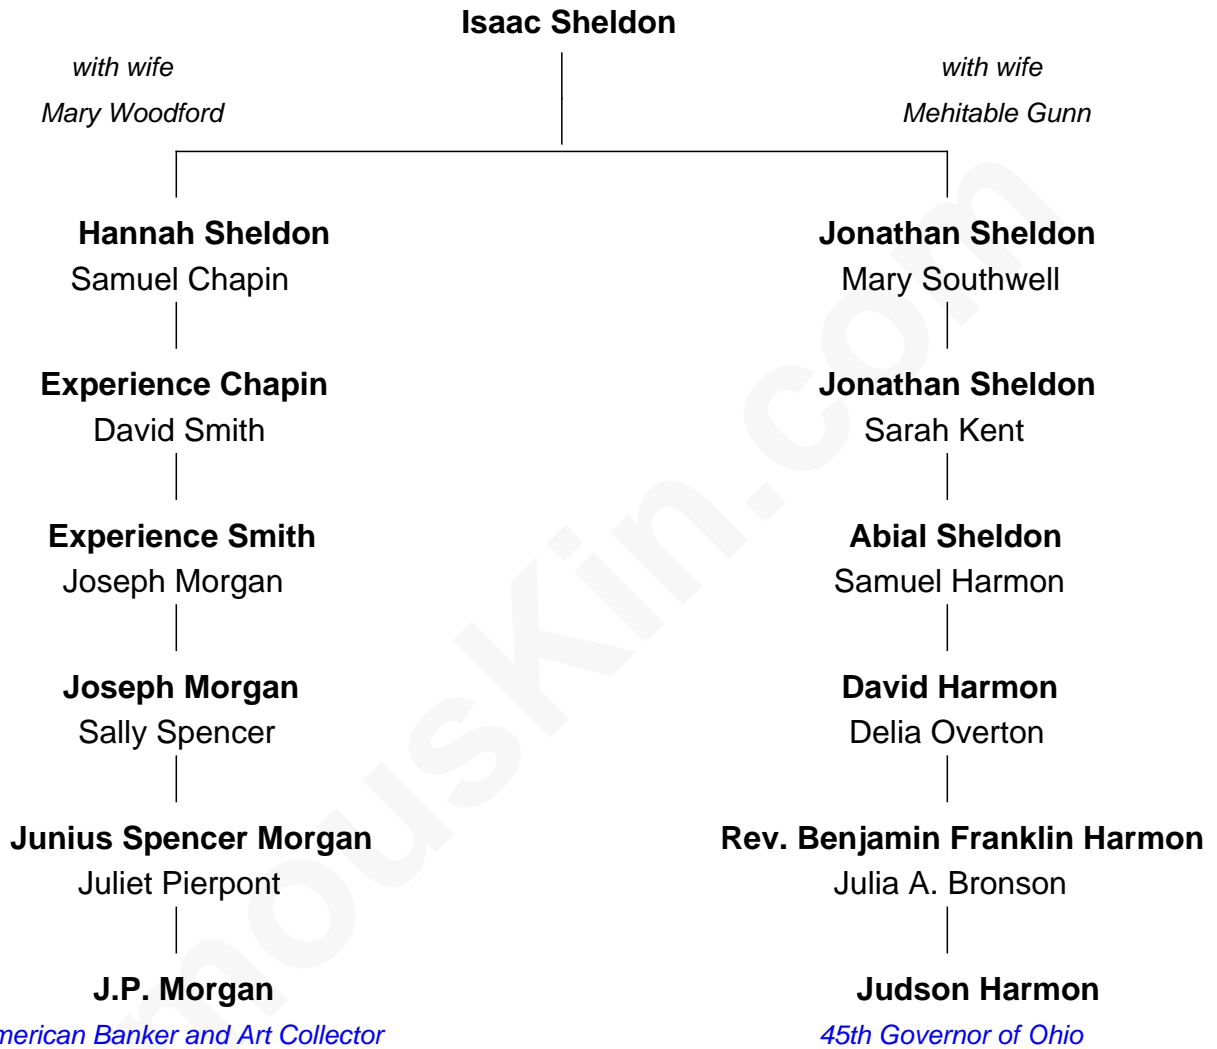 Isaac Sheldon
with wife
Mary Woodford
with wife
Mehitable Gunn
Hannah Sheldon
Samuel Chapin
Jonathan Sheldon
Mary Southwell
Experience Chapin
David Smith
Jonathan Sheldon
Sarah Kent
Experience Smith
Joseph Morgan
Abial Sheldon
Samuel Harmon
Joseph Morgan
Sally Spencer
David Harmon
Delia Overton
Junius Spencer Morgan
Juliet Pierpont
Rev. Benjamin Franklin Harmon
Julia A. Bronson
J.P. Morgan
merican Banker and Art Collector
Judson Harmon
45th Governor of Ohio
mouskin.com